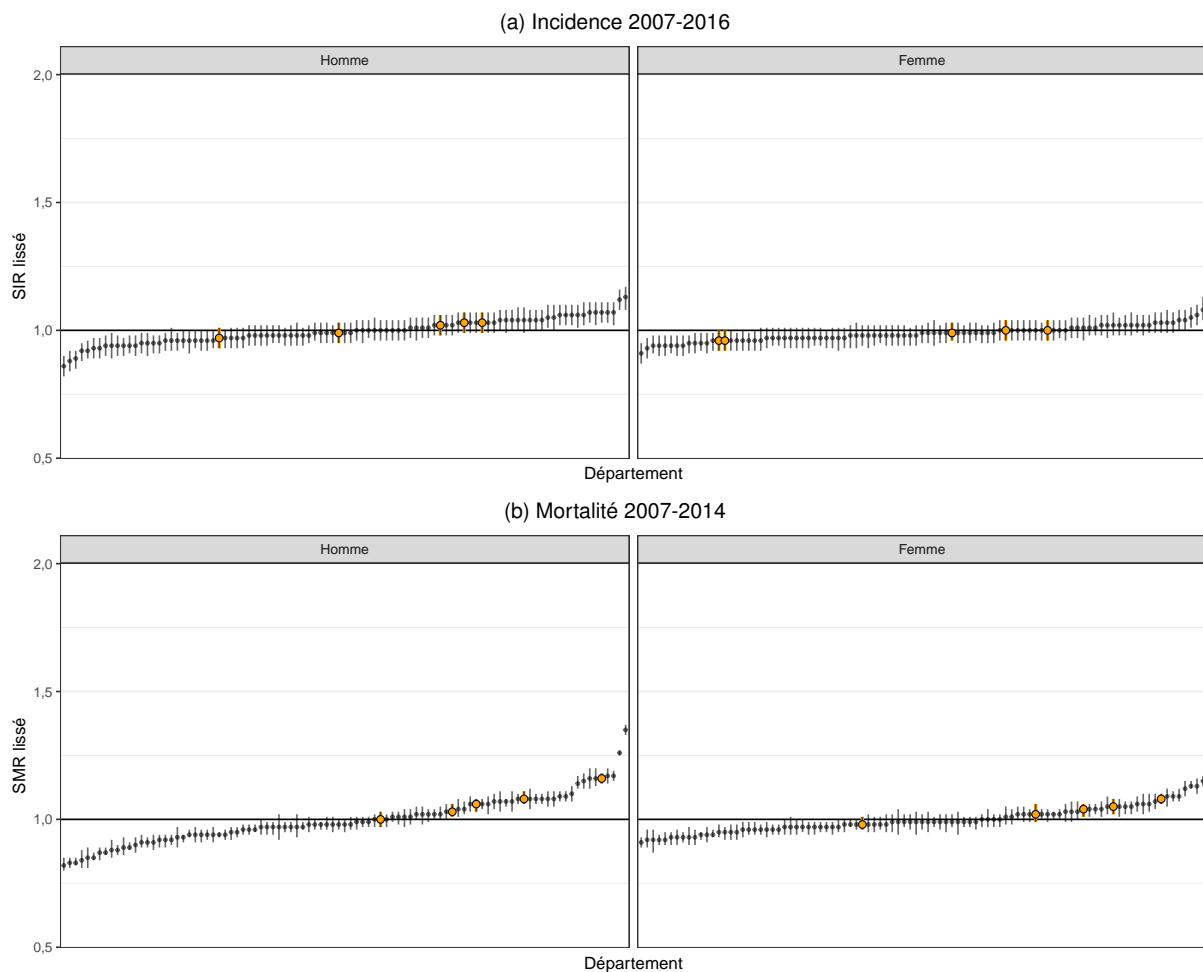 (a) Incidence 2007-2016
Homme
Femme
2,0
1,5
1,0
0,5
SIR lissé
Département
(b) Mortalité 2007-2014
Homme
Femme
2,0
1,5
1,0
0,5
SMR lissé
Département